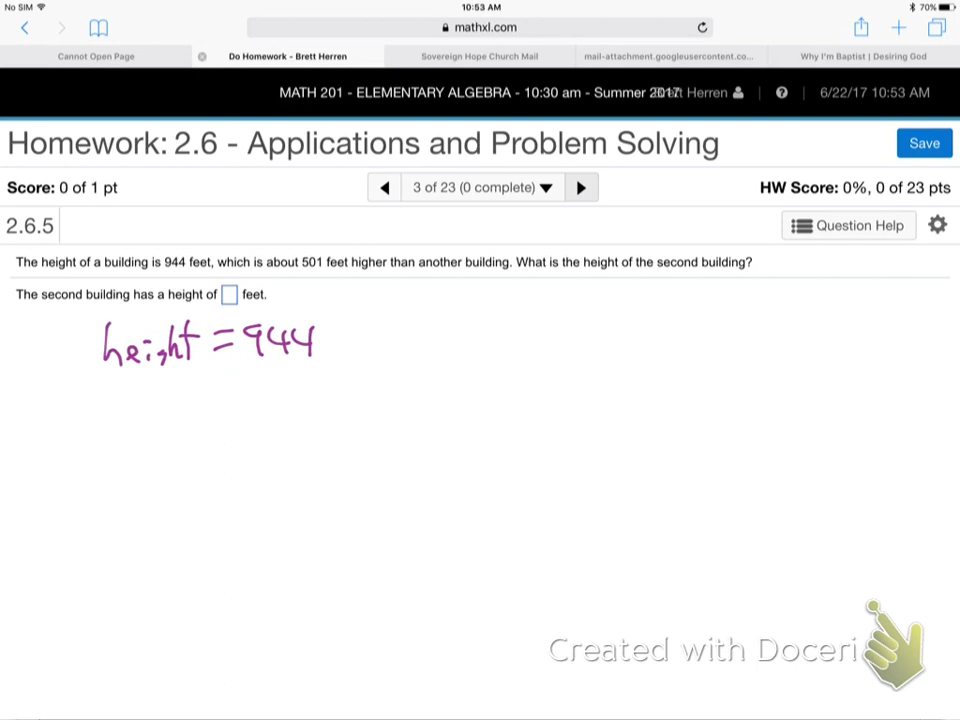 No SIM 10:53 AM 70%
mathxl.com
Cannot Open Page Do Homework - Brett Herren Sovereign Hope Church Mail mail-attachment.googleusercontent.co... Why I'm Baptist | Desiring God
MATH 201 - ELEMENTARY ALGEBRA - 10:30 am - Summer 2017 Herren 6/22/17 10:53 AM
Homework: 2.6 - Applications and Problem Solving Save
Score: 0 of 1 pt 3 of 23 (0 complete) HW Score: 0%, 0 of 23 pts
2.6.5 Question Help
The height of a building is 944 feet, which is about 501 feet higher than another building. What is the height of the second building?
The second building has a height of feet.
height = 944
Created with Doceri